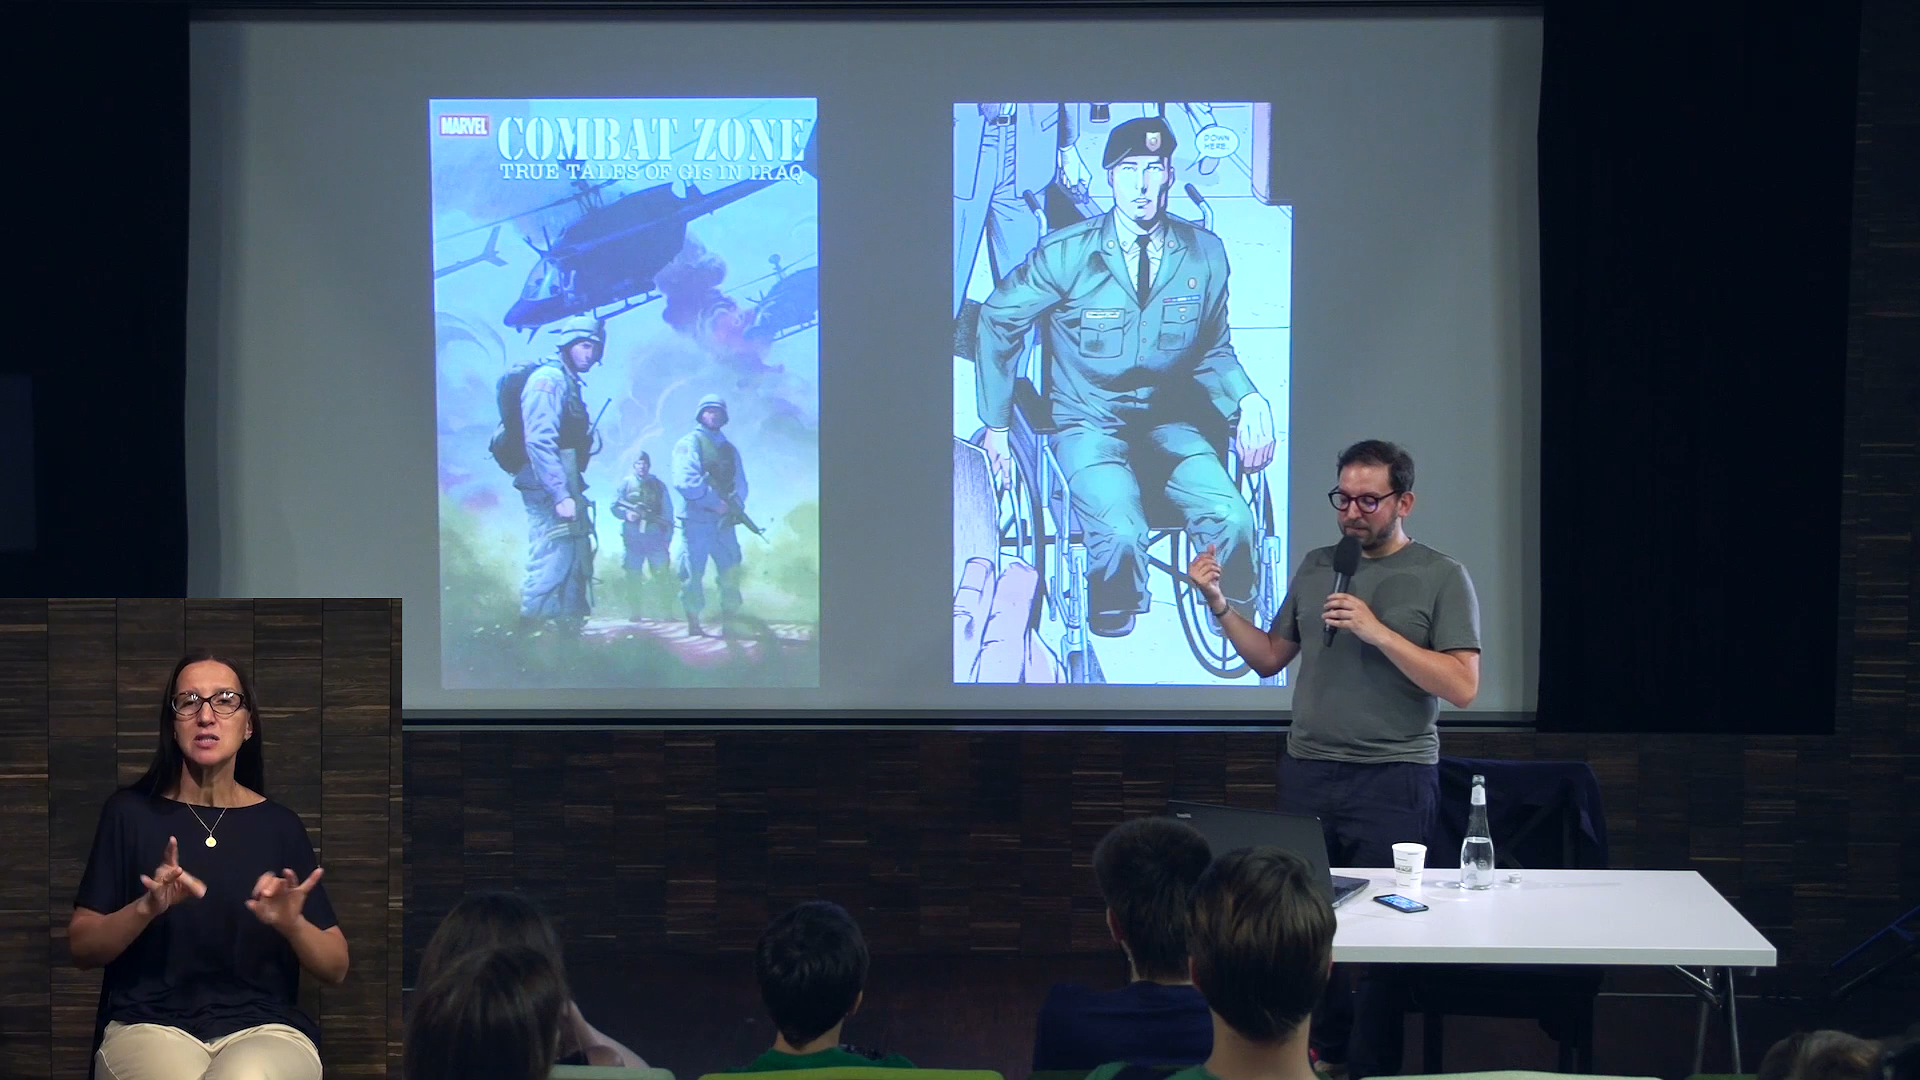 MARVEL
COMBAT ZONE
TRUE TALES OF GIs IN IRAQ
DOWN
HERE.